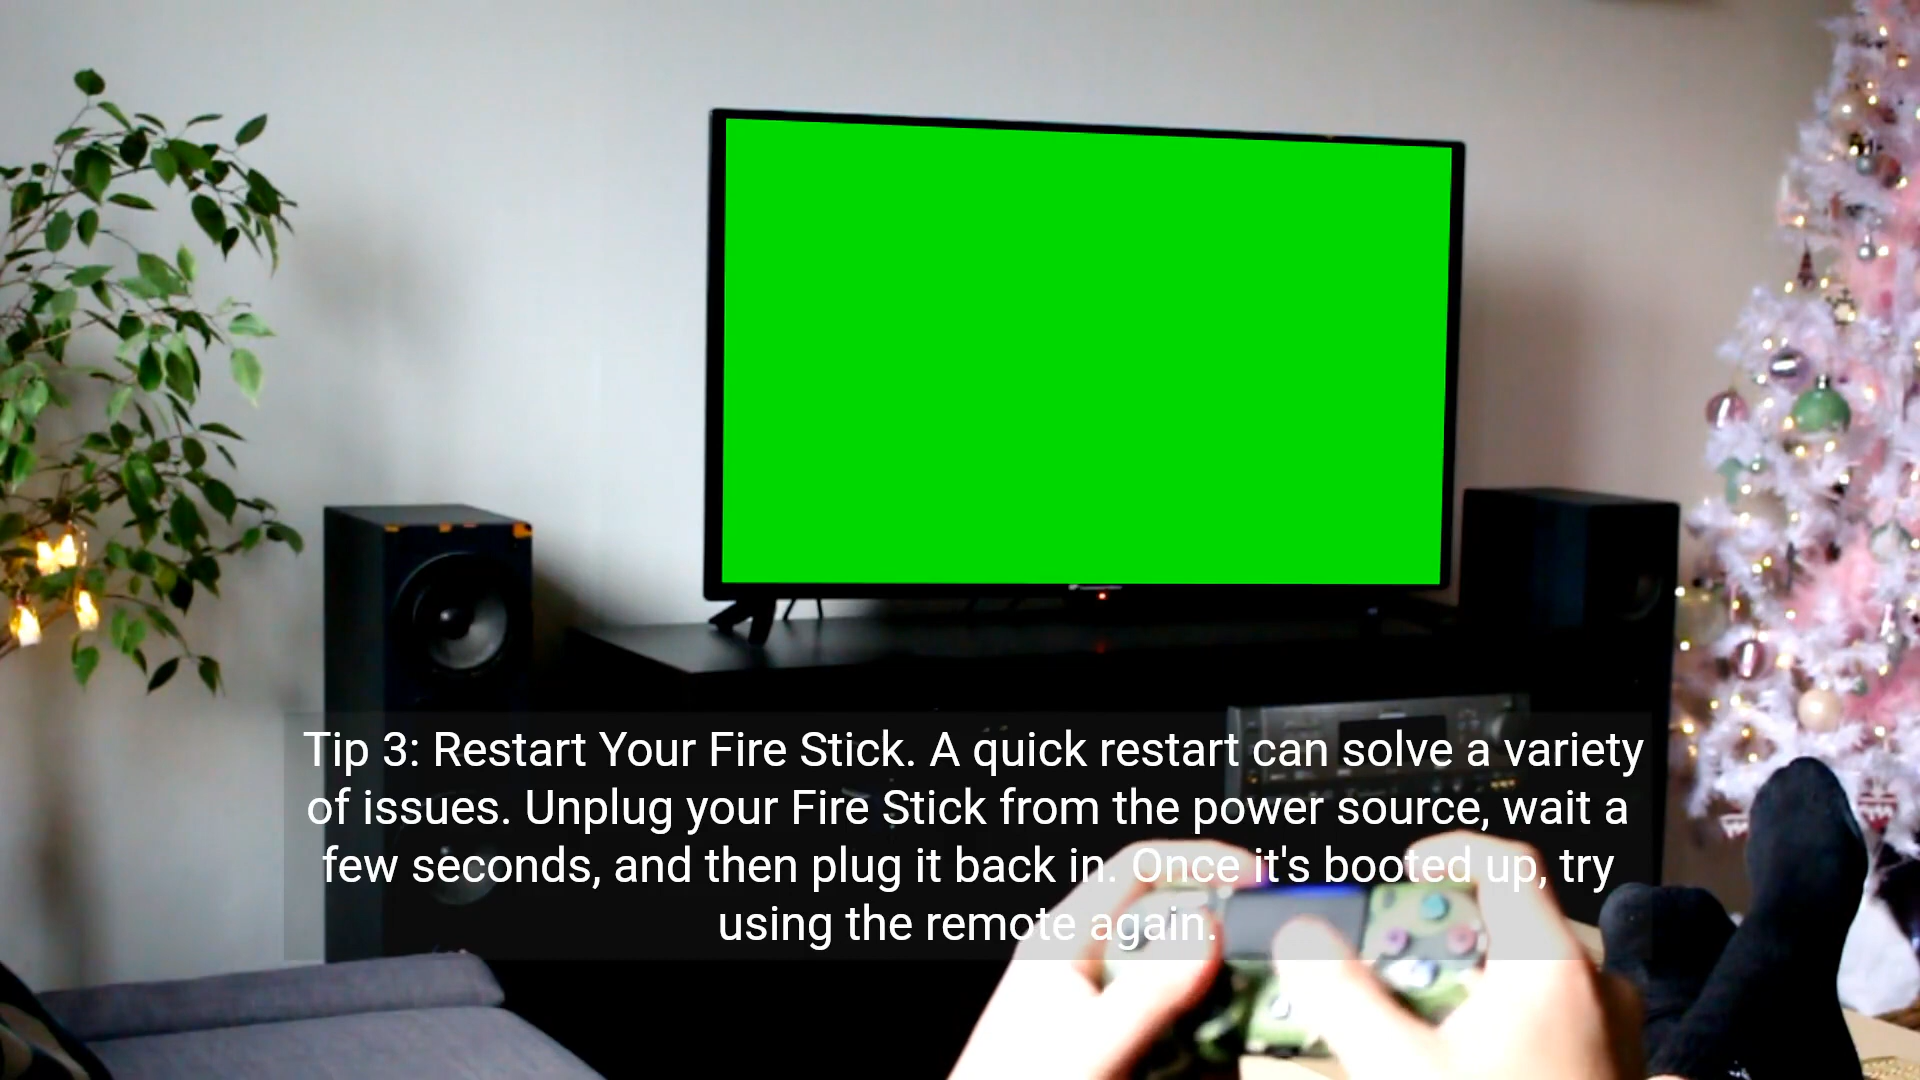 Tip 3: Restart Your Fire Stick. A quick restart can solve a variety
of issues. Unplug your Fire Stick from the power source, wait a
few seconds, and then plug it back in. Once it's booted up, try
using the remote again.